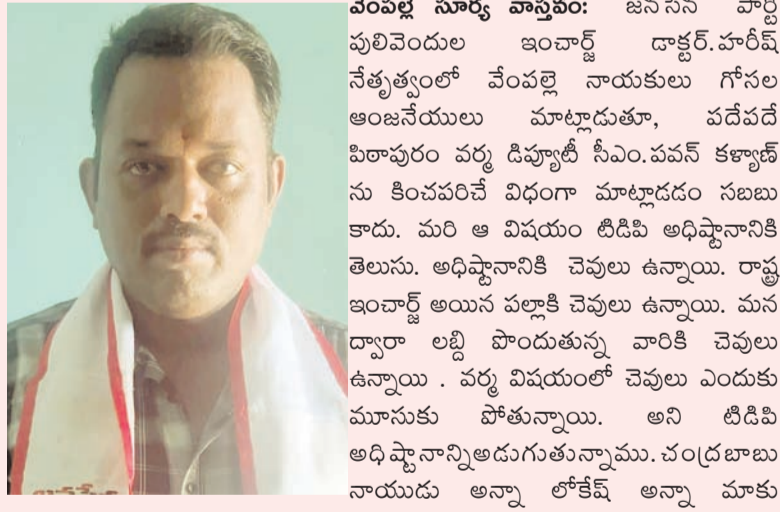 వేంపల్లె సూర్య వాస్తవం: జనసేన పార్టీ
పులివెందుల ఇంచార్జ్ డాక్టర్.హరీష్
నేతృత్వంలో వేంపల్లె నాయకులు గోసల
ఆంజనేయులు మాట్లాడుతూ, పదేపదే
పిఠాపురం వర్మ డిప్యూటీ సీఎం.పవన్ కళ్యాణ్
ను కించపరిచే విధంగా మాట్లాడడం సబబు
కాదు. మరి ఆ విషయం టిడిపి అధిష్టానానికి
తెలుసు. అధిష్టానానికి చెవులు ఉన్నాయి. రాష్ట్ర
ఇంచార్జ్ అయిన పల్లాకి చెవులు ఉన్నాయి. మన
ద్వారా లబ్ది పొందుతున్న వారికి చెవులు
ఉన్నాయి . వర్మ విషయంలో చెవులు ఎందుకు
మూసుకు పోతున్నాయి. అని టిడిపి
అధిష్టానాన్నిఅడుగుతున్నాము.చంద్రబాబు
నాయుడు అన్నా లోకేష్ అన్నా మాకు